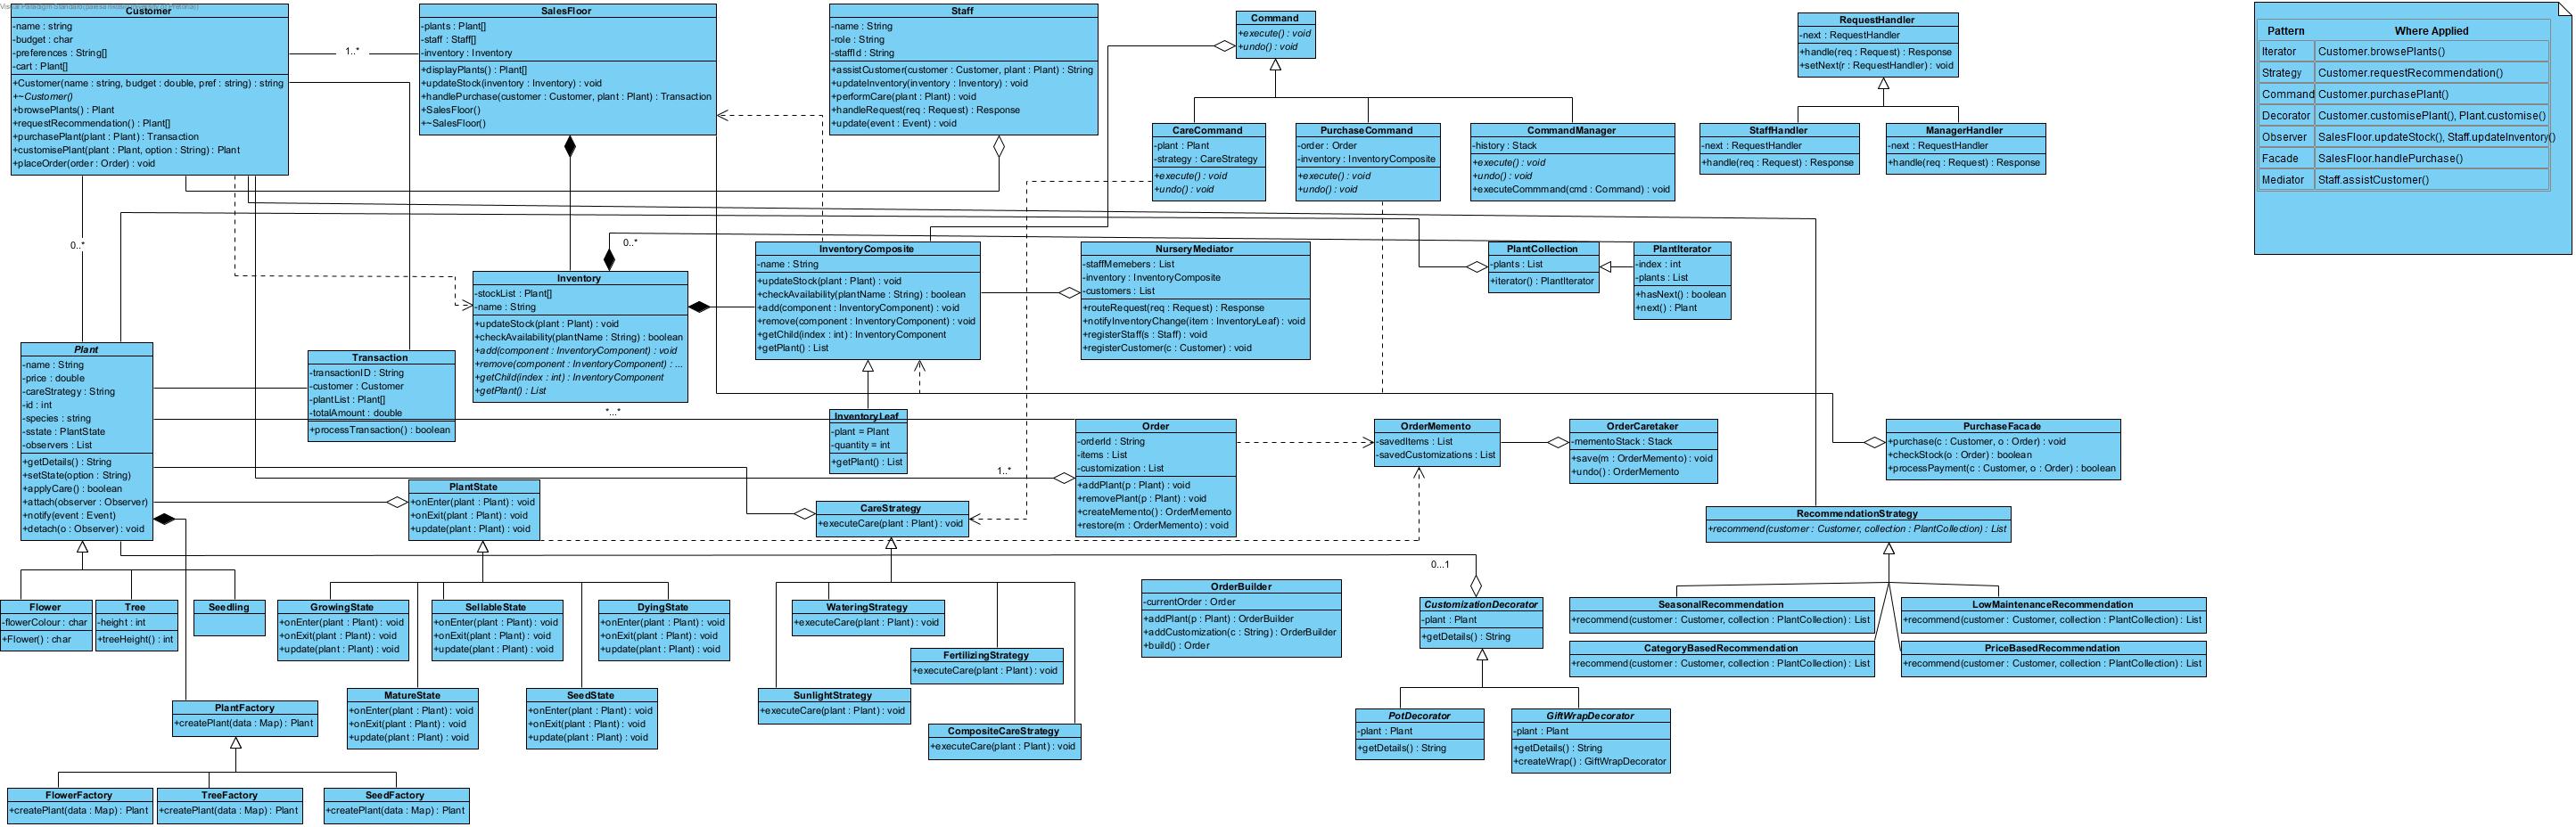 Customer
-name : string
-budget : char
-preferences : String[]
-cart : Plant[]
+Customer(name : string, budget : double, pref : string) : string
+~Customer()
+browsePlants() : Plant
+requestRecommendation() : Plant[]
+purchasePlant(plant : Plant) : Transaction
+customisePlant(plant : Plant, option : String) : Plant
+placeOrder(order : Order) : void
1..*
SalesFloor
-plants : Plant[]
-staff : Staff[]
-inventory : Inventory
+displayPlants() : Plant[]
+updateStock(inventory : Inventory) : void
+handlePurchase(customer : Customer, plant : Plant) : Transaction
+SalesFloor()
+~SalesFloor()
Staff
-name : String
-role : String
-staffId : String
+assistCustomer(customer : Customer, plant : Plant) : String
+updateInventory(inventory : Inventory) : void
+performCare(plant : Plant) : void
+handleRequest(req : Request) : Response
+update(event : Event) : void
Command
+execute() : void
+undo() : void
CareCommand
-plant : Plant
-strategy : CareStrategy
+execute() : void
+undo() : void
PurchaseCommand
-order : Order
-inventory : InventoryComposite
+execute() : void
+undo() : void
CommandManager
-history : Stack
+execute() : void
+undo() : void
+executeCommmand(cmd : Command) : void
RequestHandler
-next : RequestHandler
+handle(req : Request) : Response
+setNext(r : RequestHandler) : void
StaffHandler
-next : RequestHandler
+handle(req : Request) : Response
ManagerHandler
-next : RequestHandler
+handle(req : Request) : Response
Pattern Where Applied
Iterator Customer.browsePlants()
Strategy Customer.requestRecommendation()
Command Customer.purchasePlant()
Decorator Customer.customisePlant(), Plant.customise()
Observer SalesFloor.updateStock(), Staff.updateInventory()
Facade SalesFloor.handlePurchase()
Mediator Staff.assistCustomer()
0..*
0..*
Inventory
-stockList : Plant[]
-name : String
+updateStock(plant : Plant) : void
+checkAvailability(plantName : String) : boolean
+add(component : InventoryComponent) : void
+remove(component : InventoryComponent) : ...
+getChild(index : int) : InventoryComponent
+getPlant() : List
InventoryComposite
-name : String
+updateStock(plant : Plant) : void
+checkAvailability(plantName : String) : boolean
+add(component : InventoryComponent) : void
+remove(component : InventoryComponent) : void
+getChild(index : int) : InventoryComponent
+getPlant() : List
NurseryMediator
-staffMemebers : List
-inventory : InventoryComposite
-customers : List
+routeRequest(req : Request) : Response
+notifyInventoryChange(item : InventoryLeaf) : void
+registerStaff(s : Staff) : void
+registerCustomer(c : Customer) : void
PlantCollection
-plants : List
+iterator() : PlantIterator
PlantIterator
-index : int
-plants : List
+hasNext() : boolean
+next() : Plant
Plant
-name : String
-price : double
-careStrategy : String
-id : int
-species : string
-sstate : PlantState
-observers : List
+getDetails() : String
+setState(option : String)
+applyCare() : boolean
+attach(observer : Observer)
+notify(event : Event)
+detach(o : Observer) : void
Transaction
-transactionID : String
-customer : Customer
-plantList : Plant[]
-totalAmount : double
+processTransaction() : boolean
*...*
InventoryLeaf
-plant = Plant
-quantity = int
+getPlant() : List
1..*
Order
-orderId : String
-items : List
-customization : List
+addPlant(p : Plant) : void
+removePlant(p : Plant) : void
+createMemento() : OrderMemento
+restore(m : OrderMemento) : void
OrderMemento
-savedItems : List
-savedCustomizations : List
OrderCaretaker
-mementoStack : Stack
+save(m : OrderMemento) : void
+undo() : OrderMemento
PurchaseFacade
+purchase(c : Customer, o : Order) : void
+checkStock(o : Order) : boolean
+processPayment(c : Customer, o : Order) : boolean
PlantState
+onEnter(plant : Plant) : void
+onExit(plant : Plant) : void
+update(plant : Plant) : void
CareStrategy
+executeCare(plant : Plant) : void
RecommendationStrategy
+recommend(customer : Customer, collection : PlantCollection) : List
0...1
Flower
-flowerColour : char
+Flower() : char
Tree
-height : int
+treeHeight() : int
Seedling
GrowingState
+onEnter(plant : Plant) : void
+onExit(plant : Plant) : void
+update(plant : Plant) : void
SellableState
+onEnter(plant : Plant) : void
+onExit(plant : Plant) : void
+update(plant : Plant) : void
DyingState
+onEnter(plant : Plant) : void
+onExit(plant : Plant) : void
+update(plant : Plant) : void
WateringStrategy
+executeCare(plant : Plant) : void
FertilizingStrategy
+executeCare(plant : Plant) : void
OrderBuilder
-currentOrder : Order
+addPlant(p : Plant) : OrderBuilder
+addCustomization(c : String) : OrderBuilder
+build() : Order
CustomizationDecorator
-plant : Plant
+getDetails() : String
SeasonalRecommendation
+recommend(customer : Customer, collection : PlantCollection) : List
LowMaintenanceRecommendation
+recommend(customer : Customer, collection : PlantCollection) : List
CategoryBasedRecommendation
+recommend(customer : Customer, collection : PlantCollection) : List
PriceBasedRecommendation
+recommend(customer : Customer, collection : PlantCollection) : List
PlantFactory
+createPlant(data : Map) : Plant
MatureState
+onEnter(plant : Plant) : void
+onExit(plant : Plant) : void
+update(plant : Plant) : void
SeedState
+onEnter(plant : Plant) : void
+onExit(plant : Plant) : void
+update(plant : Plant) : void
SunlightStrategy
+executeCare(plant : Plant) : void
CompositeCareStrategy
+executeCare(plant : Plant) : void
PotDecorator
-plant : Plant
+getDetails() : String
GiftWrapDecorator
-plant : Plant
+getDetails() : String
+createWrap() : GiftWrapDecorator
FlowerFactory
+createPlant(data : Map) : Plant
TreeFactory
+createPlant(data : Map) : Plant
SeedFactory
+createPlant(data : Map) : Plant